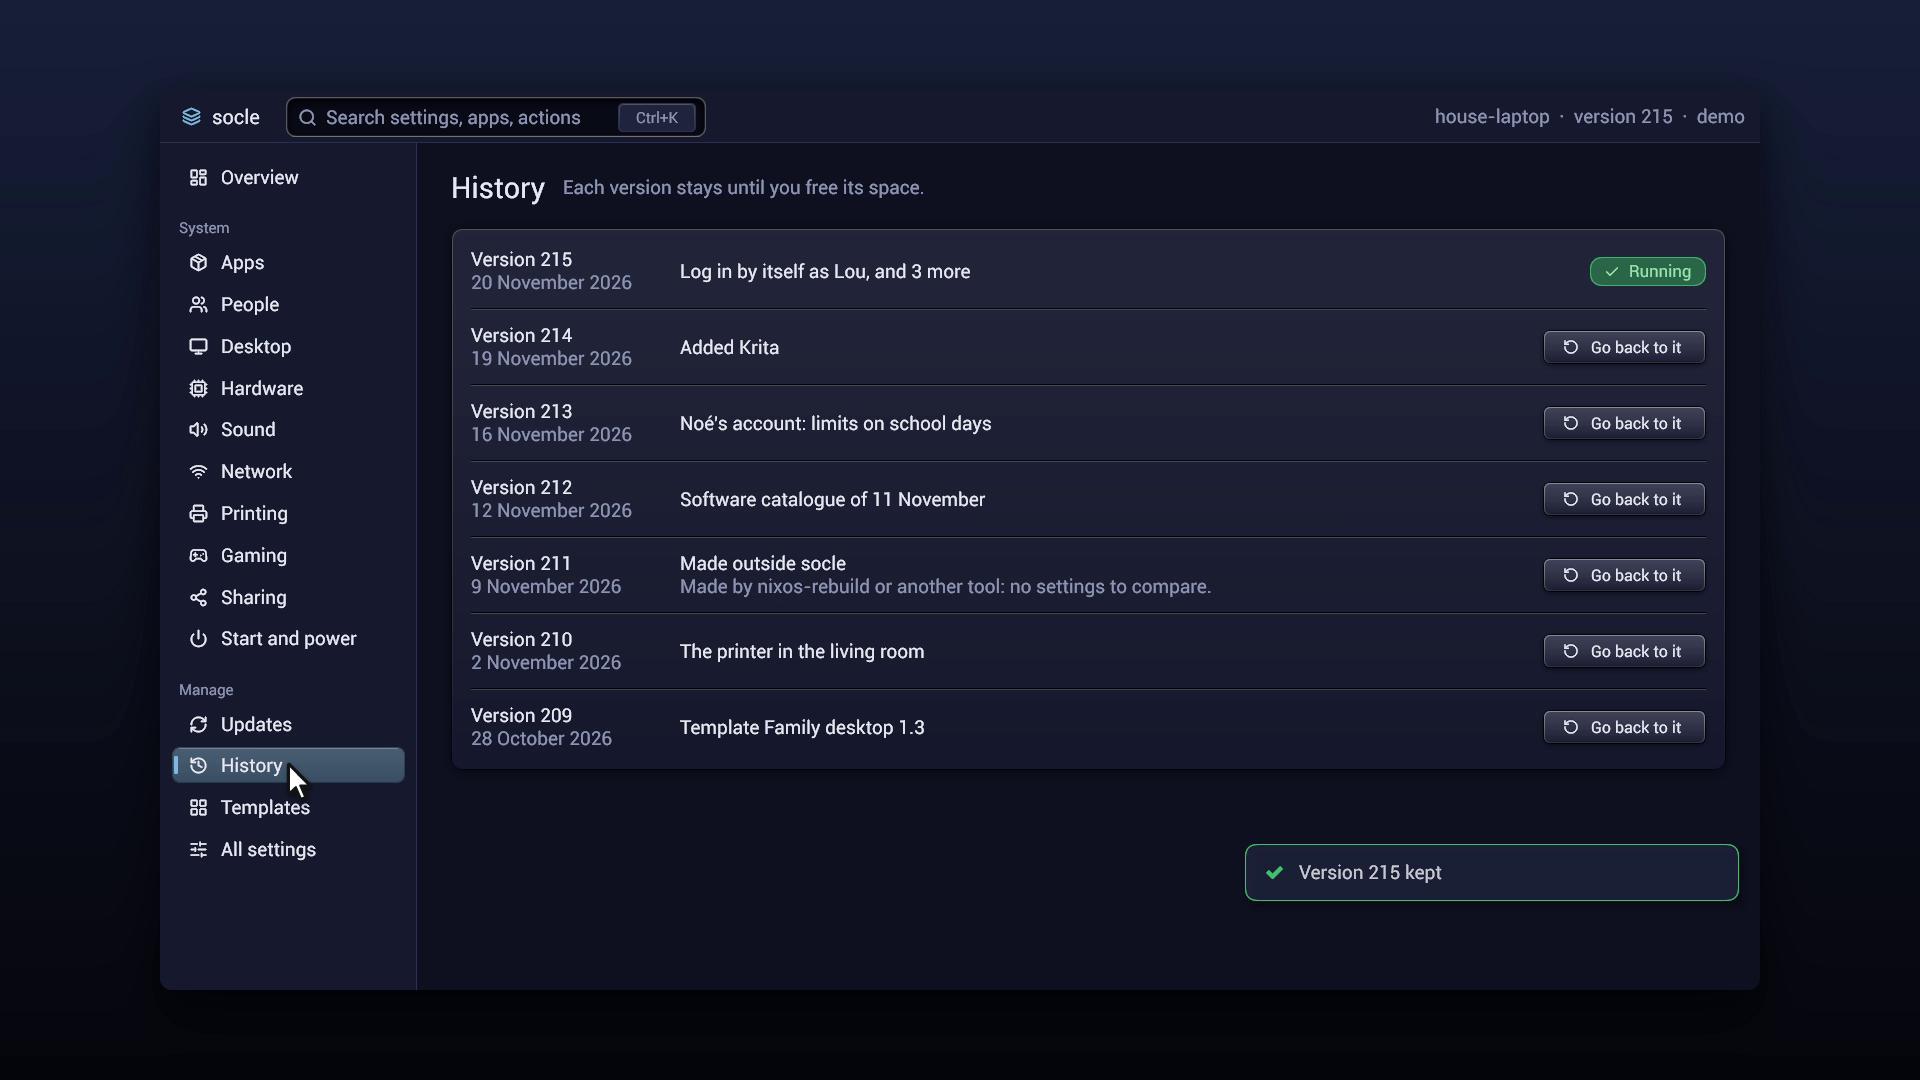 socle
Search settings, apps, actions
Ctrl+K
house-laptop · version 215 · demo
Overview
System
Apps
People
Desktop
Hardware
Sound
Network
Printing
Gaming
Sharing
Start and power
Manage
Updates
History
Templates
All settings
History
Each version stays until you free its space.
Version 215
20 November 2026
Log in by itself as Lou, and 3 more
Running
Version 214
19 November 2026
Added Krita
Go back to it
Version 213
16 November 2026
Noé's account: limits on school days
Go back to it
Version 212
12 November 2026
Software catalogue of 11 November
Go back to it
Version 211
9 November 2026
Made outside socle
Made by nixos-rebuild or another tool: no settings to compare.
Go back to it
Version 210
2 November 2026
The printer in the living room
Go back to it
Version 209
28 October 2026
Template Family desktop 1.3
Go back to it
Version 215 kept